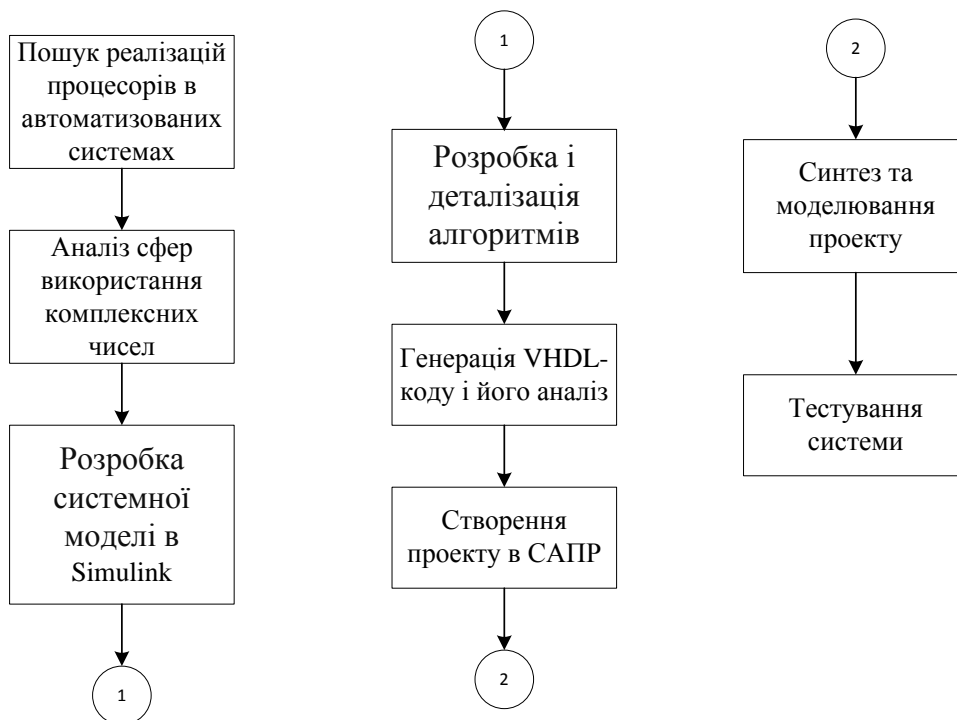 Пошук реалізацій
процесорів в
автоматизованих
системах
Аналіз сфер
використання
комплексних
чисел
Розробка
системної
моделі в
Simulink
1
1
Розробка і
деталізація
алгоритмів
Генерація VHDL-
коду і його аналіз
Створення
проекту в САПР
2
2
Синтез та
моделювання
проекту
Тестування
системи